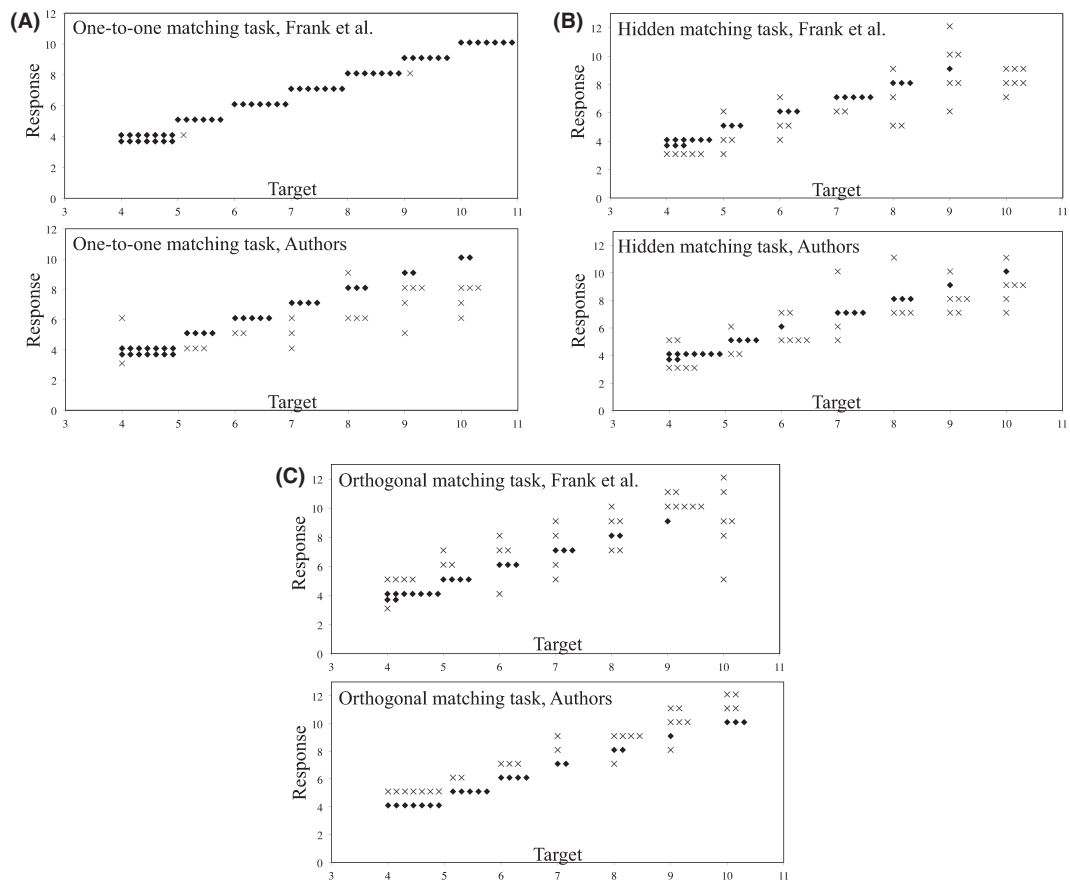 (A)
One-to-one matching task, Frank et al.
Response
12
10
8
6
4
2
0
Target
3 4 5 6 7 8 9 10 11
One-to-one matching task, Authors
Response
12
10
8
6
4
2
0
Target
3 4 5 6 7 8 9 10 11
(B)
Hidden matching task, Frank et al.
Response
12
10
8
6
4
2
0
Target
3 4 5 6 7 8 9 10 11
Hidden matching task, Authors
Response
12
10
8
6
4
2
0
Target
3 4 5 6 7 8 9 10 11
(C)
Orthogonal matching task, Frank et al.
Response
12
10
8
6
4
2
0
Target
3 4 5 6 7 8 9 10 11
Orthogonal matching task, Authors
Response
12
10
8
6
4
2
0
Target
3 4 5 6 7 8 9 10 11